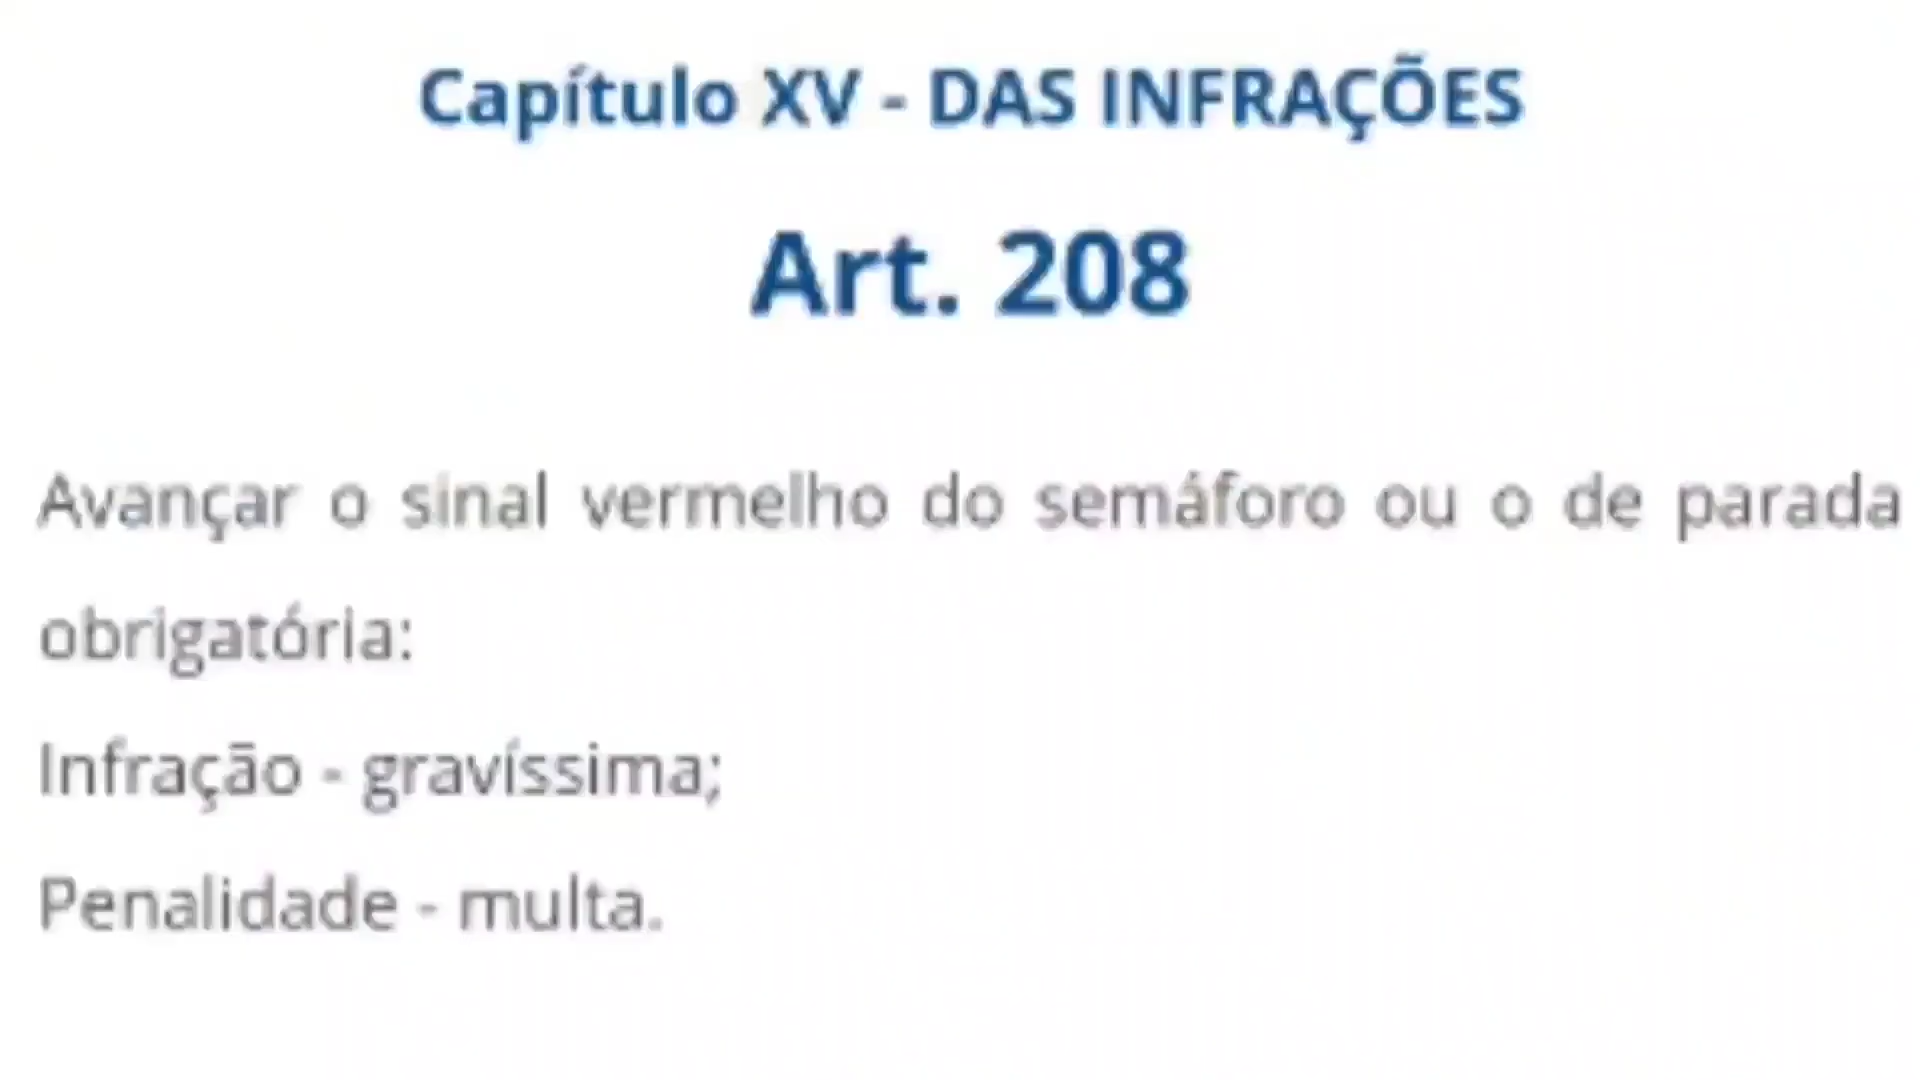 Capítulo XV - DAS INFRAÇÕES
Art. 208
Avançar o sinal vermelho do semáforo ou o de parada
obrigatória:
Infração - gravíssima;
Penalidade - multa.